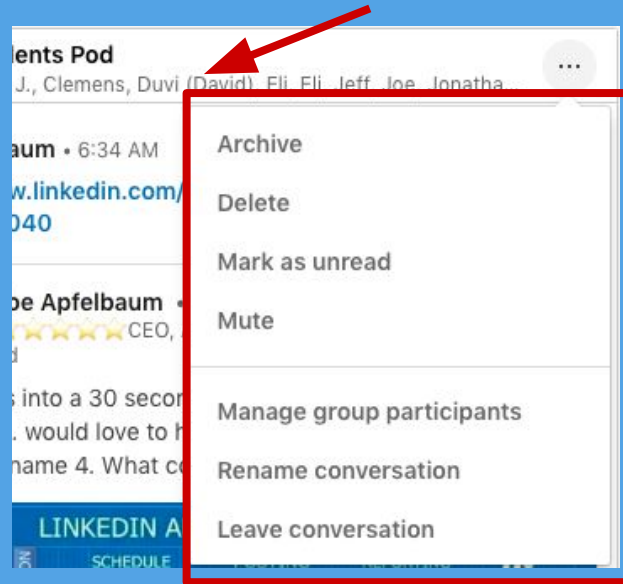 lents Pod
J., Clemens, Duvi (David), Eli, Eli, Jeff, Joe, Jonatha...
aum • 6:34 AM
w.linkedin.com/
040
oe Apfelbaum •
CEO,
d
s into a 30 secon
. would love to h
name 4. What co
LINKEDIN A
SCHEDULE
NO
Archive
Delete
Mark as unread
Mute
Manage group participants
Rename conversation
Leave conversation